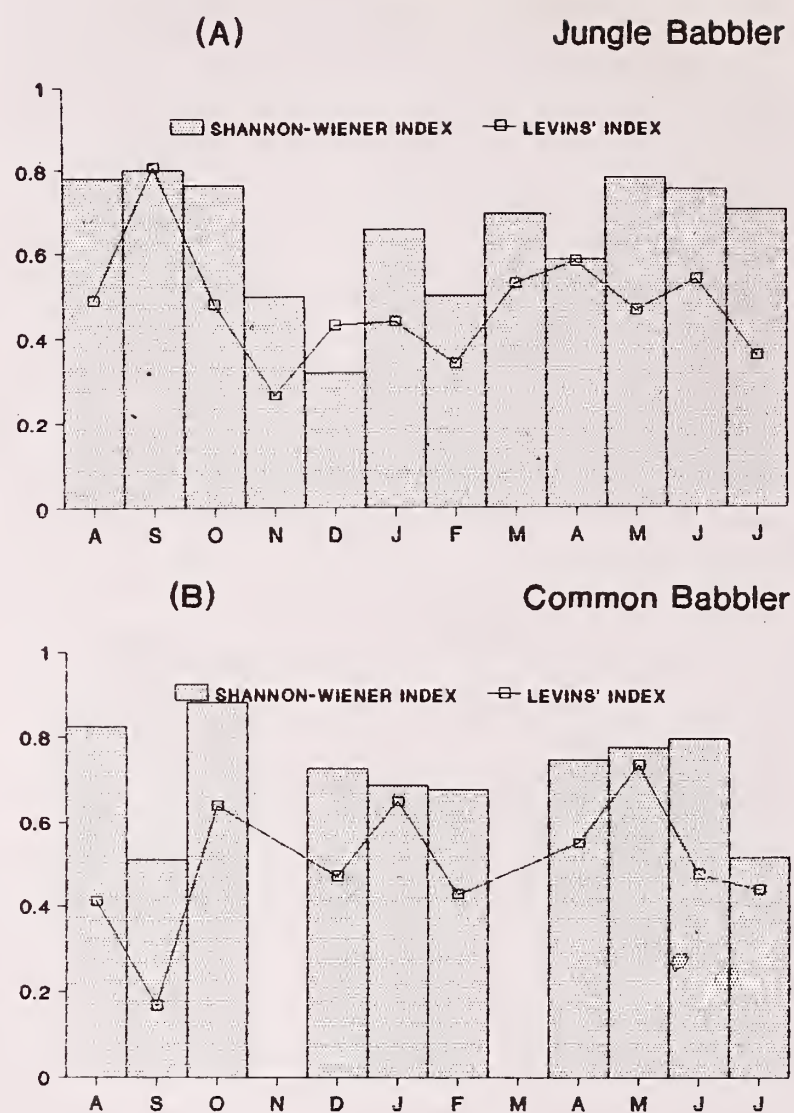 (A) Jungle Babbler
1
SHANNON-WIENER INDEX LEVINS' INDEX
0.8
0.6
0.4
0.2
0
A S O N D J F M A M J J
(B) Common Babbler
1
SHANNON-WIENER INDEX LEVINS' INDEX
0.8
0.6
0.4
0.2
0
A S O N D J F M A M J J